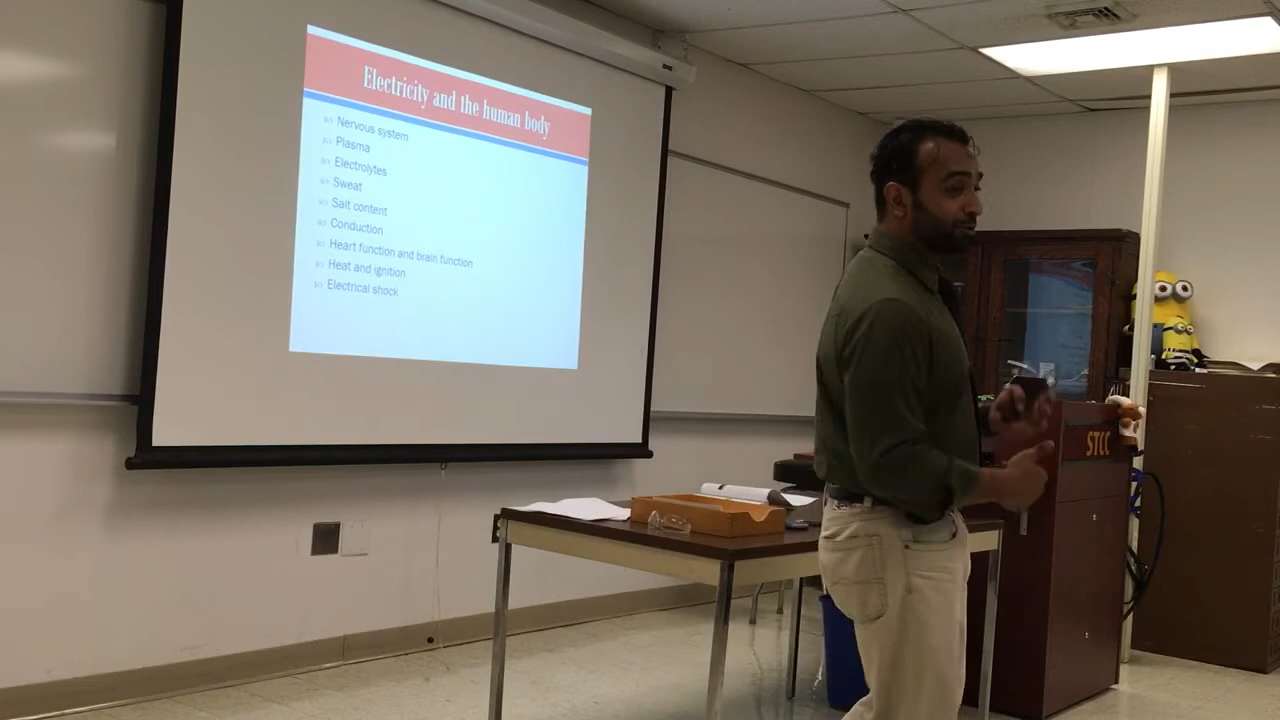 Electricity and the human body
Nervous system
Plasma
Electrolytes
Sweat
Salt content
Conduction
Heart function and brain function
Heat and ignition
Electrical shock
STCC